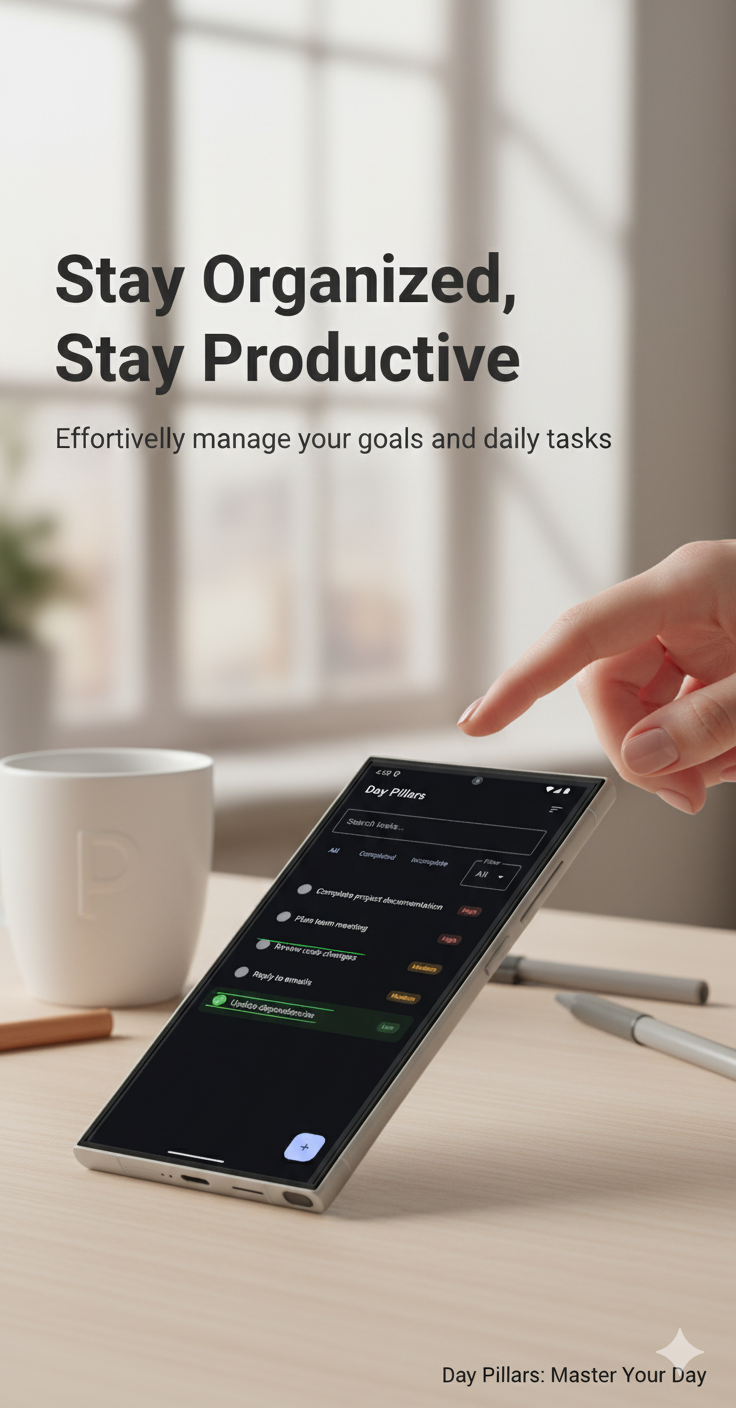 Stay Organized,
Stay Productive
Effortivelly manage your goals and daily tasks
P
Day Pillars
Search tasks...
All
Completed
Incomplete
Filter
All
Complete project documentation
High
Plan team meeting
High
Review code changes
Medium
Reply to emails
Medium
Update dependencies
Low
+
Day Pillars: Master Your Day